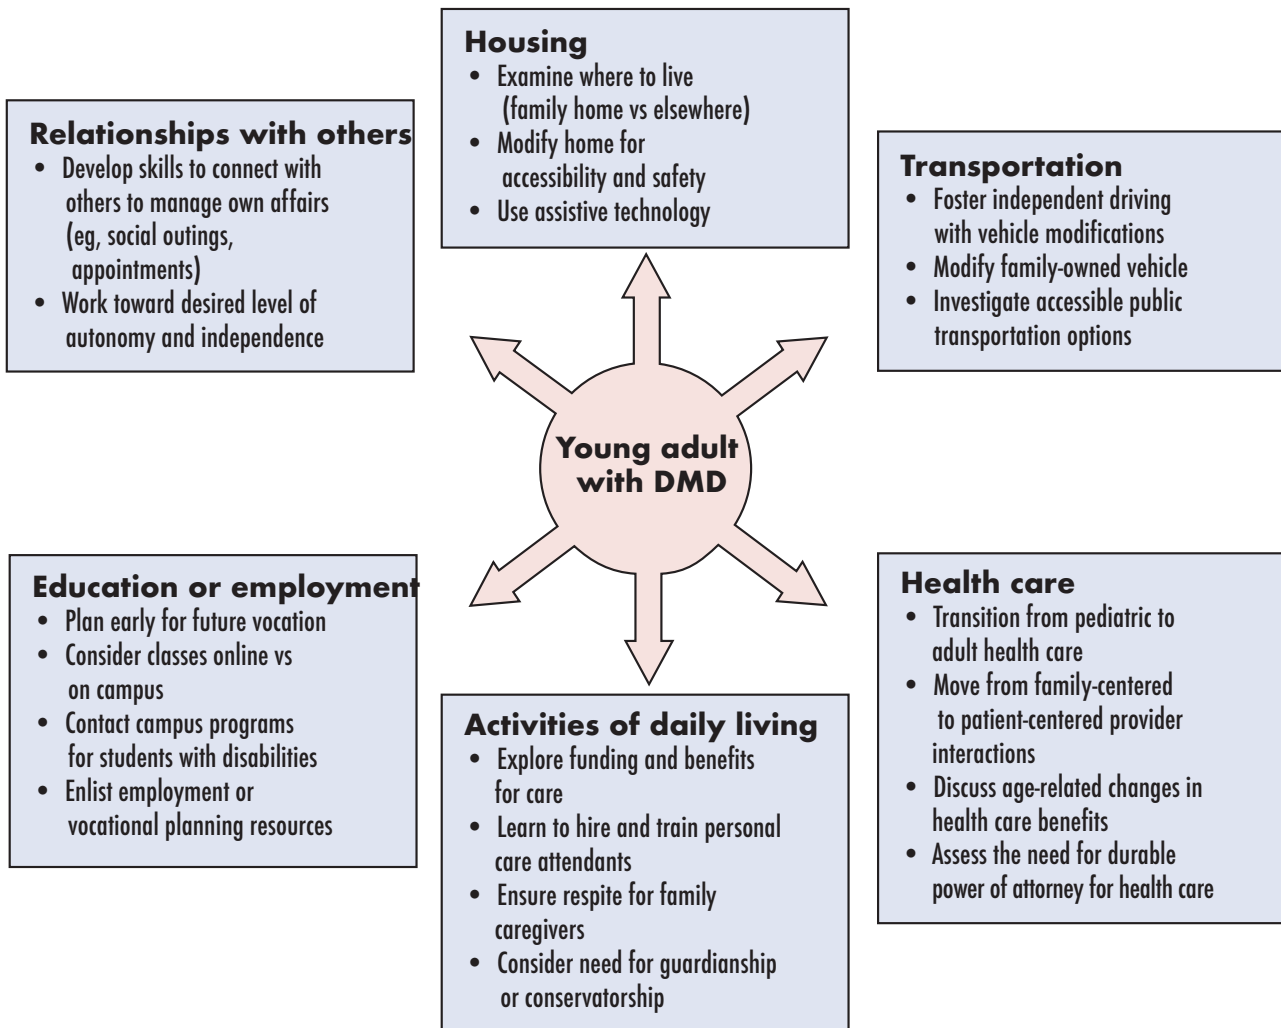 Housing
• Examine where to live
(family home vs elsewhere)
• Modify home for
accessibility and safety
• Use assistive technology
Relationships with others
• Develop skills to connect with
others to manage own affairs
(eg, social outings,
appointments)
• Work toward desired level of
autonomy and independence
Transportation
• Foster independent driving
with vehicle modifications
• Modify family-owned vehicle
• Investigate accessible public
transportation options
Young adult
with DMD
Education or employment
• Plan early for future vocation
• Consider classes online vs
on campus
• Contact campus programs
for students with disabilities
• Enlist employment or
vocational planning resources
Activities of daily living
• Explore funding and benefits
for care
• Learn to hire and train personal
care attendants
• Ensure respite for family
caregivers
• Consider need for guardianship
or conservatorship
Health care
• Transition from pediatric to
adult health care
• Move from family-centered
to patient-centered provider
interactions
• Discuss age-related changes in
health care benefits
• Assess the need for durable
power of attorney for health care